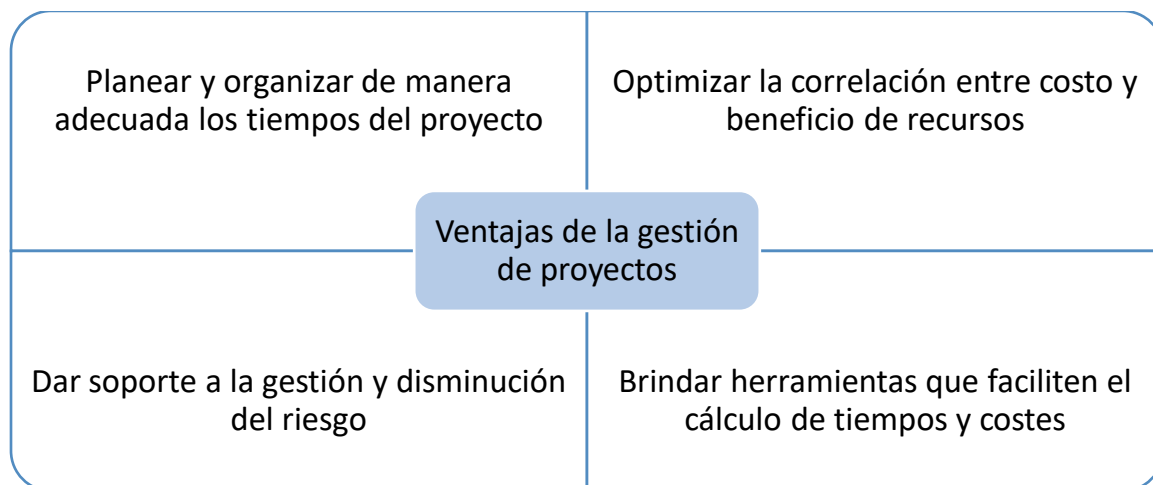 Planear y organizar de manera
adecuada los tiempos del proyecto
Optimizar la correlación entre costo y
beneficio de recursos
Ventajas de la gestión
de proyectos
Dar soporte a la gestión y disminución
del riesgo
Brindar herramientas que faciliten el
cálculo de tiempos y costes